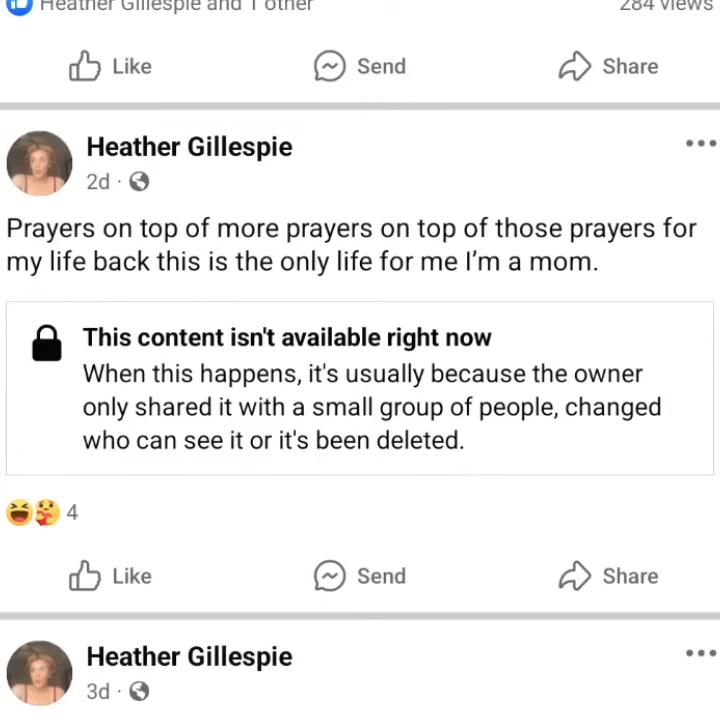 Heather Gillespie and 1 other 284 views
Like Send Share
Heather Gillespie
2d ·
Prayers on top of more prayers on top of those prayers for
my life back this is the only life for me I'm a mom.
This content isn't available right now
When this happens, it's usually because the owner
only shared it with a small group of people, changed
who can see it or it's been deleted.
4
Like Send Share
Heather Gillespie
3d ·